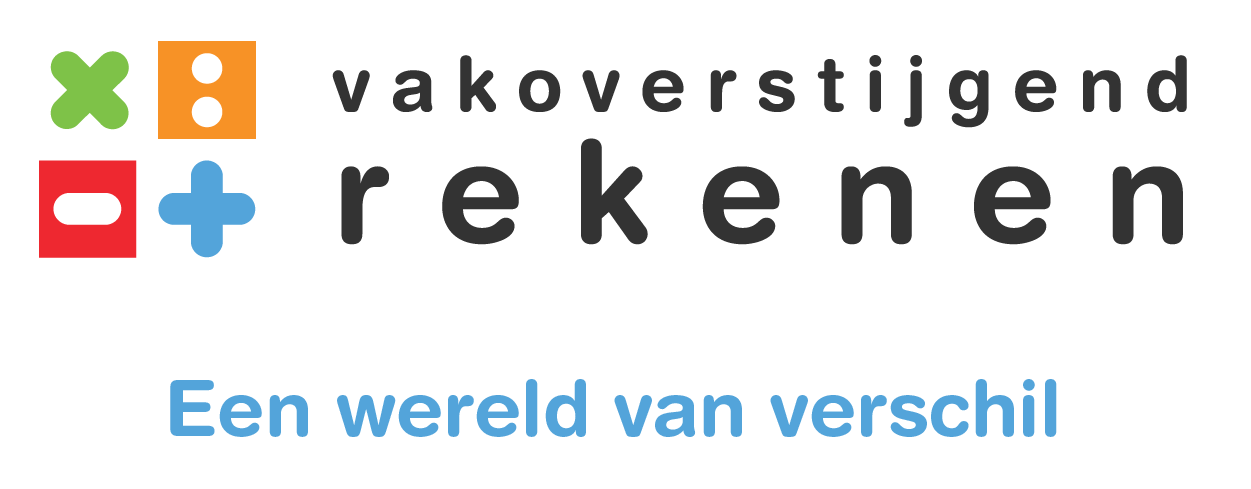 vakoverstijgend
rekenen
Een wereld van verschil